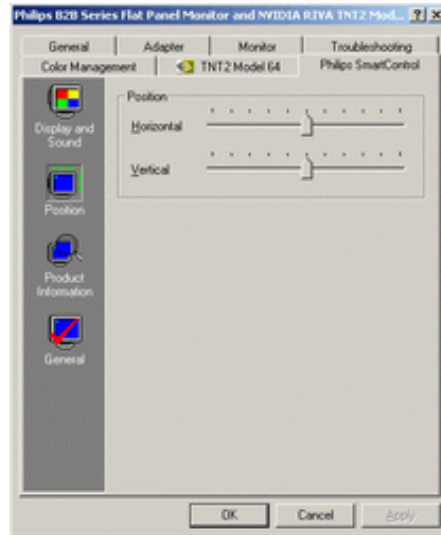 Philips 828 Series Flat Panel Monitor and NVIDIA RIVA TNT2 Mod...
General Adapter Monitor Troubleshooting
Color Management TNT2 Model 64 Philips SmartControl
Position
Horizontal
Vertical
Display and
Sound
Position
Product
Information
General
OK Cancel Apply